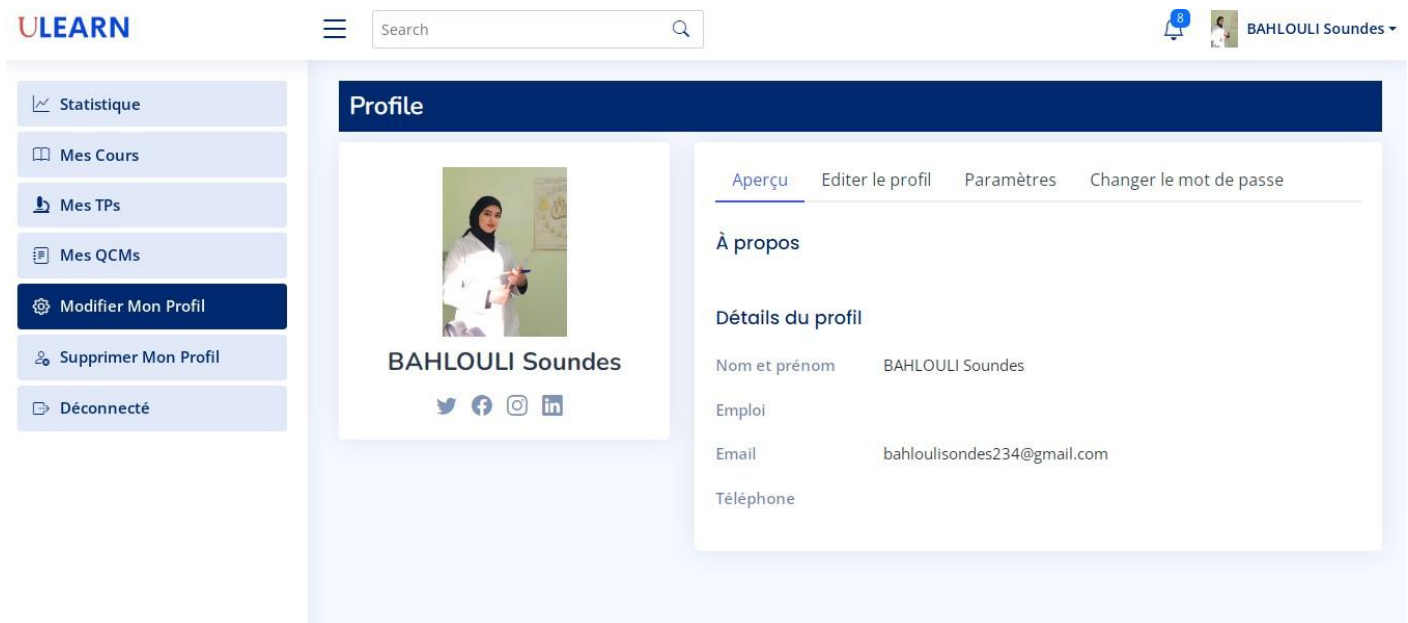 ULEARN
Search
8
BAHLOULI Soundes
Statistique
Mes Cours
Mes TPs
Mes QCMs
Modifier Mon Profil
Supprimer Mon Profil
Déconnecté
Profile
BAHLOULI Soundes
Aperçu Editer le profil Paramètres Changer le mot de passe
À propos
Détails du profil
Nom et prénom BAHLOULI Soundes
Emploi
Email bahloulisondes234@gmail.com
Téléphone